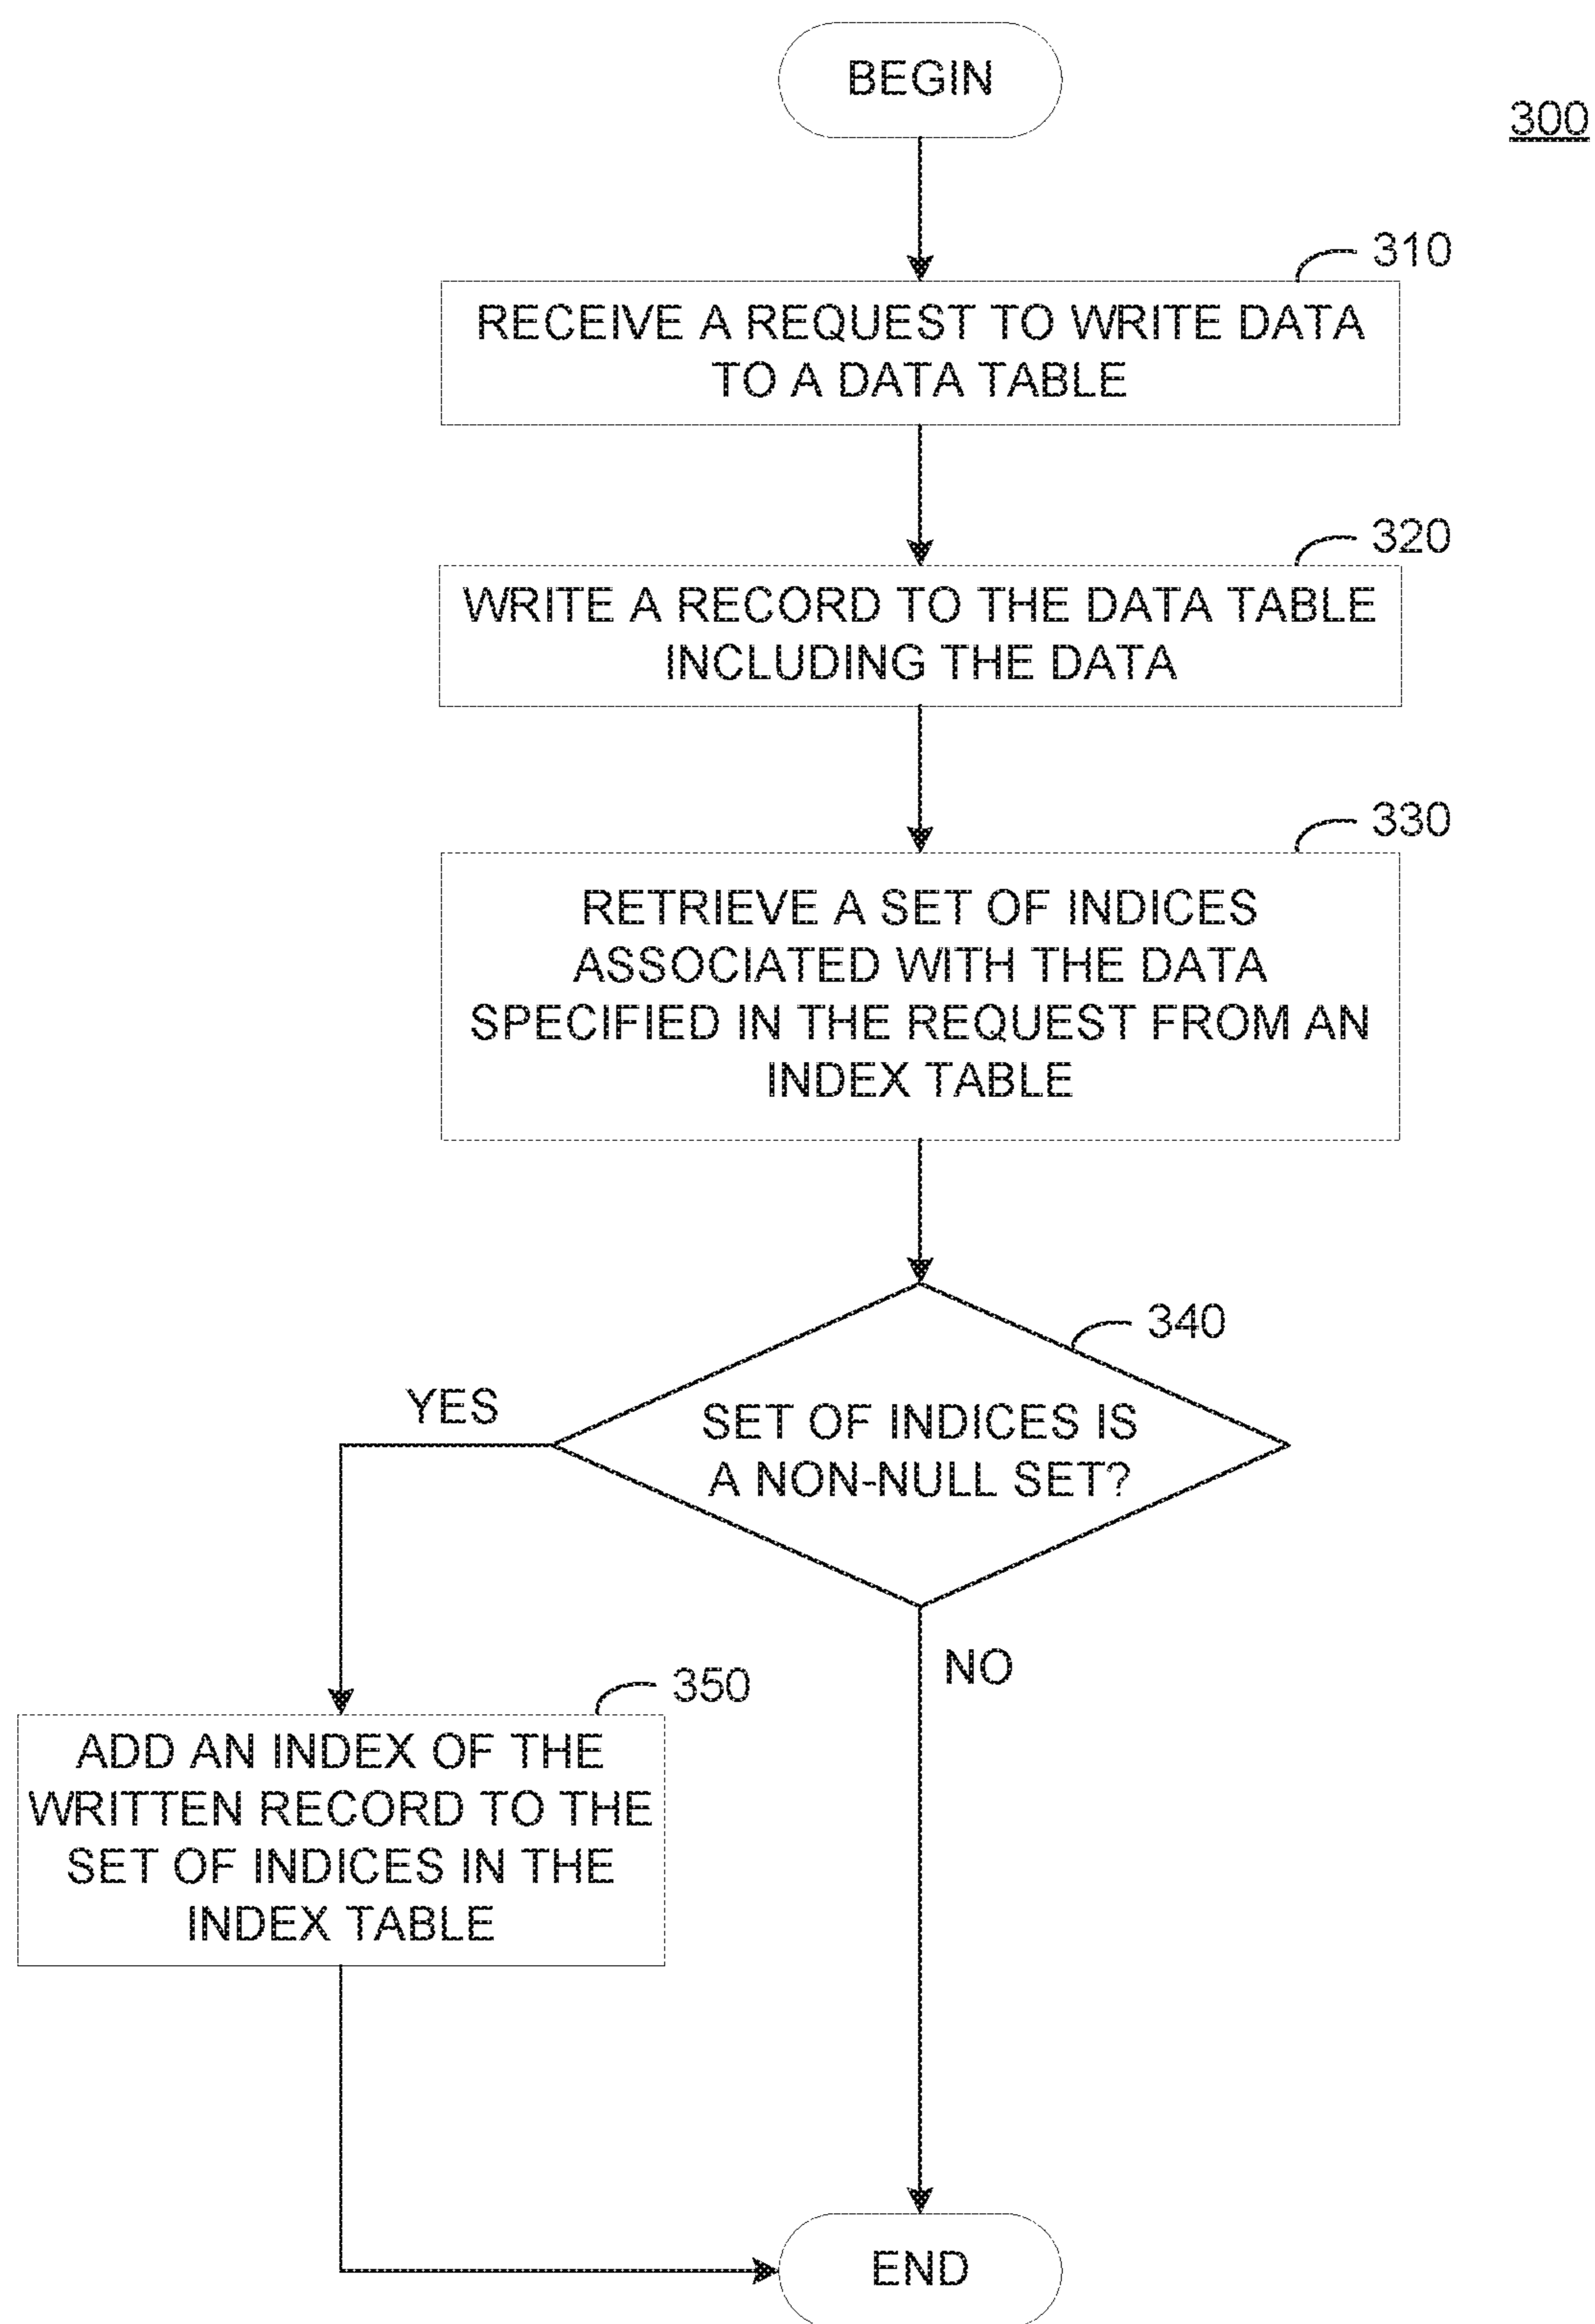 BEGIN
300
310
RECEIVE A REQUEST TO WRITE DATA
TO A DATA TABLE
320
WRITE A RECORD TO THE DATA TABLE
INCLUDING THE DATA
330
RETRIEVE A SET OF INDICES
ASSOCIATED WITH THE DATA
SPECIFIED IN THE REQUEST FROM AN
INDEX TABLE
340
YES
SET OF INDICES IS
A NON-NULL SET?
NO
350
ADD AN INDEX OF THE
WRITTEN RECORD TO THE
SET OF INDICES IN THE
INDEX TABLE
END